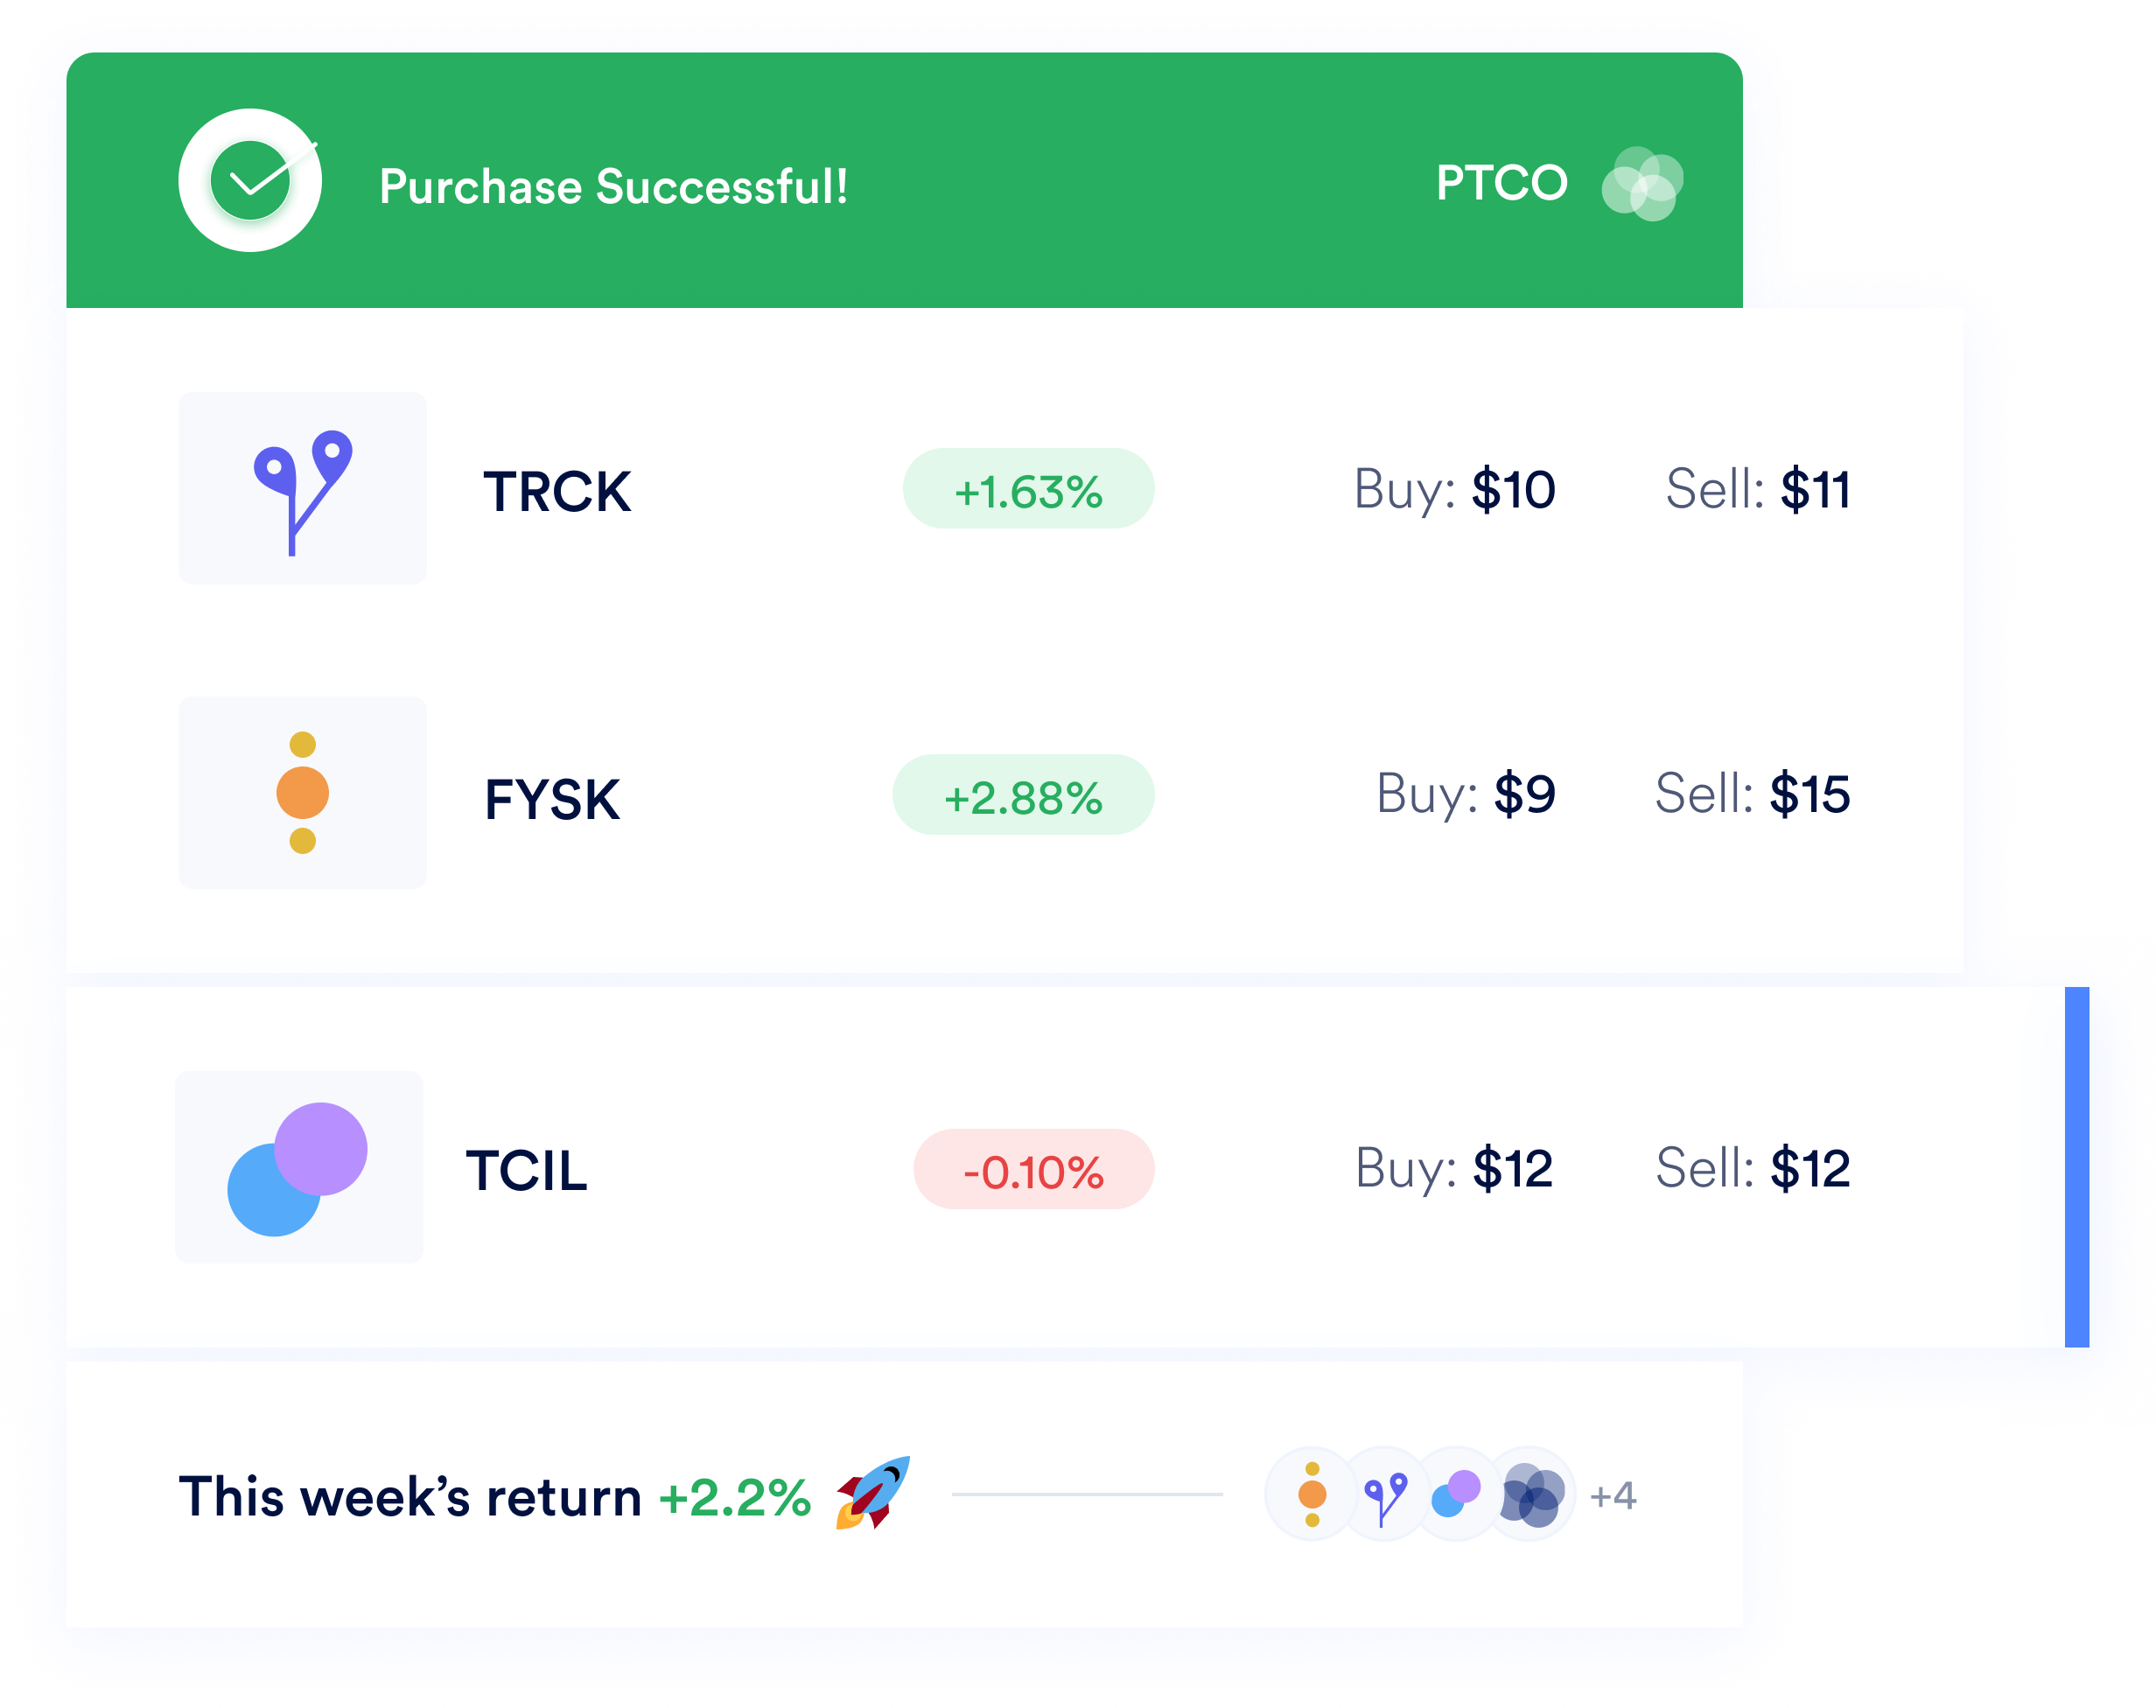 Purchase Successful! PTCO
TRCK +1.63% Buy: $10 Sell: $11
FYSK +2.88% Buy: $9 Sell: $15
TCIL -0.10% Buy: $12 Sell: $12
This week’s return +2.2% 🚀 +4